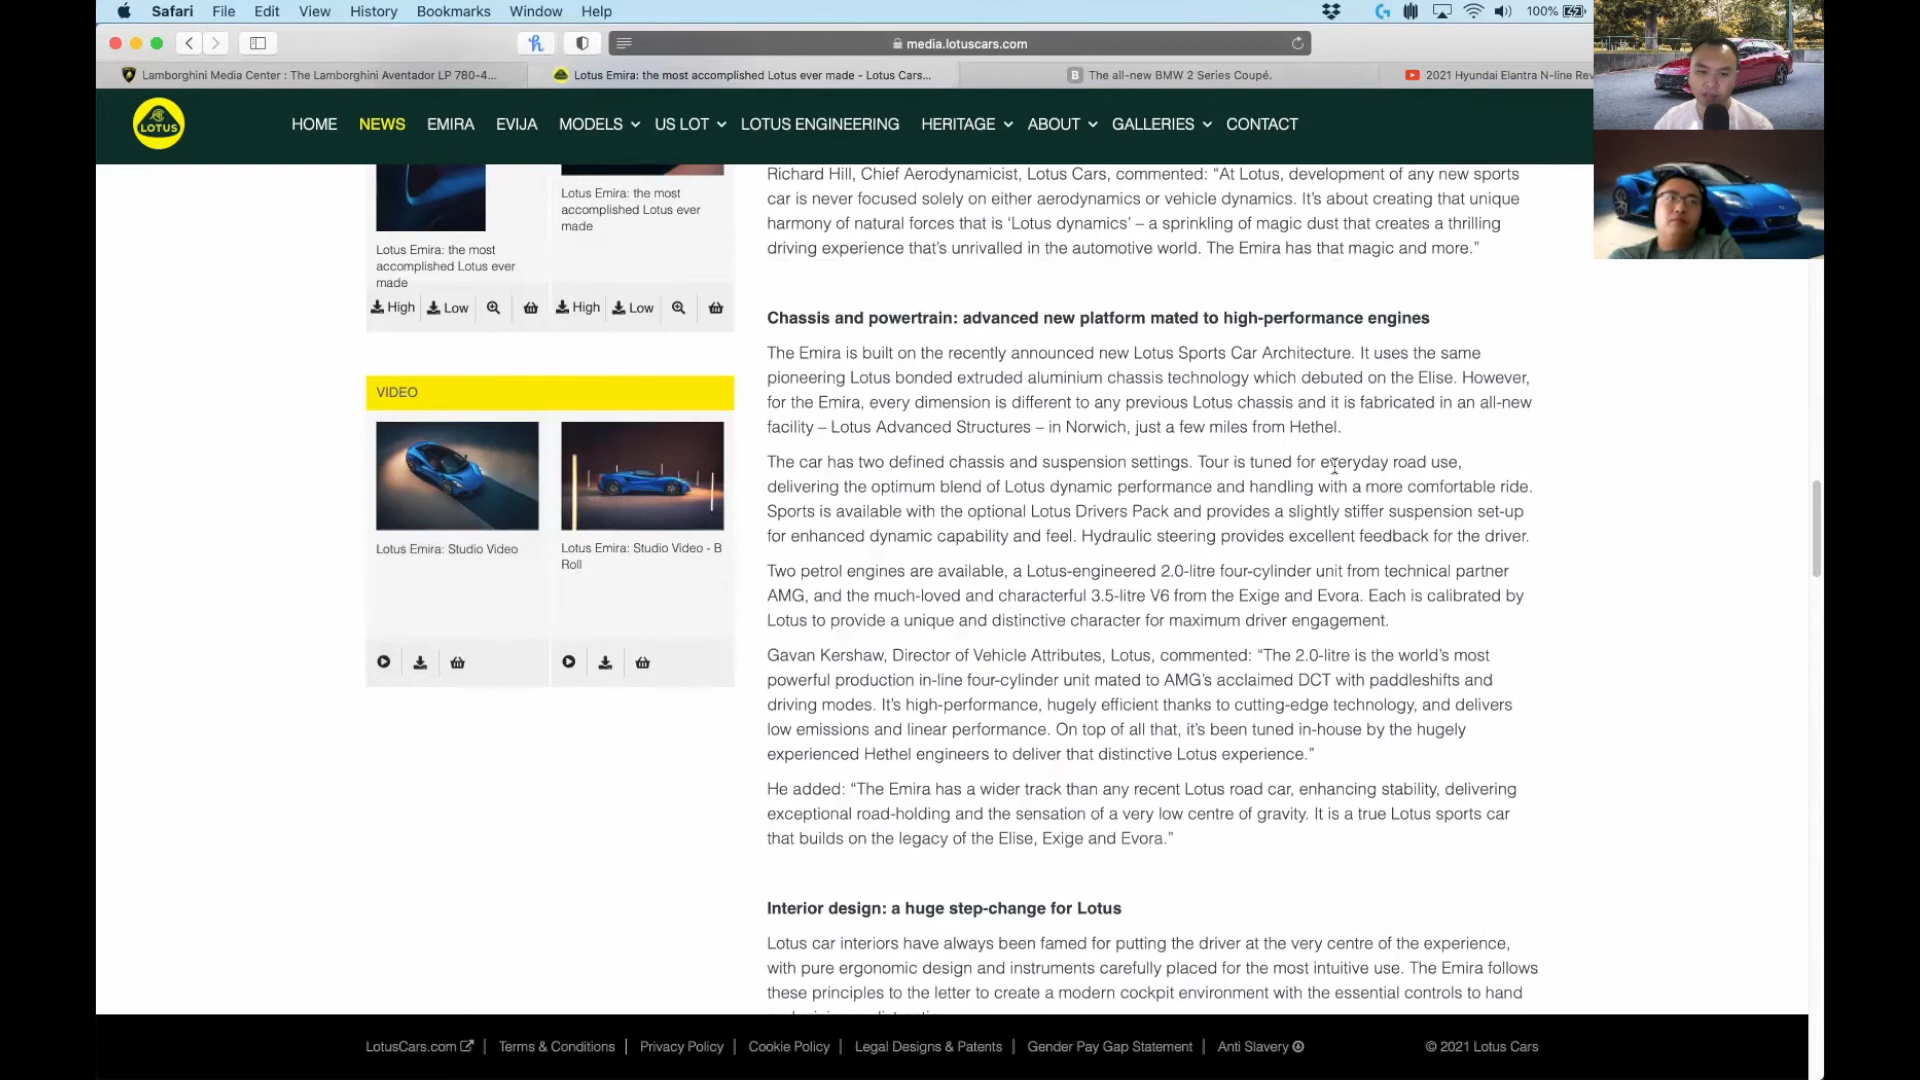 Safari File Edit View History Bookmarks Window Help 100%
media.lotuscars.com
Lamborghini Media Center : The Lamborghini Aventador LP 780-4...
Lotus Emira: the most accomplished Lotus ever made - Lotus Cars...
B The all-new BMW 2 Series Coupé.
2021 Hyundai Elantra N-line Rev
LOTUS
HOME NEWS EMIRA EVIJA MODELS US LOT LOTUS ENGINEERING HERITAGE ABOUT GALLERIES CONTACT
Lotus Emira: the most
accomplished Lotus ever
made
High Low
Lotus Emira: the most
accomplished Lotus ever
made
High Low
VIDEO
Lotus Emira: Studio Video
Lotus Emira: Studio Video - B
Roll
Richard Hill, Chief Aerodynamicist, Lotus Cars, commented: “At Lotus, development of any new sports
car is never focused solely on either aerodynamics or vehicle dynamics. It’s about creating that unique
harmony of natural forces that is ‘Lotus dynamics’ – a sprinkling of magic dust that creates a thrilling
driving experience that’s unrivalled in the automotive world. The Emira has that magic and more.”
Chassis and powertrain: advanced new platform mated to high-performance engines
The Emira is built on the recently announced new Lotus Sports Car Architecture. It uses the same
pioneering Lotus bonded extruded aluminium chassis technology which debuted on the Elise. However,
for the Emira, every dimension is different to any previous Lotus chassis and it is fabricated in an all-new
facility – Lotus Advanced Structures – in Norwich, just a few miles from Hethel.
The car has two defined chassis and suspension settings. Tour is tuned for everyday road use,
delivering the optimum blend of Lotus dynamic performance and handling with a more comfortable ride.
Sports is available with the optional Lotus Drivers Pack and provides a slightly stiffer suspension set-up
for enhanced dynamic capability and feel. Hydraulic steering provides excellent feedback for the driver.
Two petrol engines are available, a Lotus-engineered 2.0-litre four-cylinder unit from technical partner
AMG, and the much-loved and characterful 3.5-litre V6 from the Exige and Evora. Each is calibrated by
Lotus to provide a unique and distinctive character for maximum driver engagement.
Gavan Kershaw, Director of Vehicle Attributes, Lotus, commented: “The 2.0-litre is the world’s most
powerful production in-line four-cylinder unit mated to AMG’s acclaimed DCT with paddleshifts and
driving modes. It’s high-performance, hugely efficient thanks to cutting-edge technology, and delivers
low emissions and linear performance. On top of all that, it’s been tuned in-house by the hugely
experienced Hethel engineers to deliver that distinctive Lotus experience.”
He added: “The Emira has a wider track than any recent Lotus road car, enhancing stability, delivering
exceptional road-holding and the sensation of a very low centre of gravity. It is a true Lotus sports car
that builds on the legacy of the Elise, Exige and Evora.”
Interior design: a huge step-change for Lotus
Lotus car interiors have always been famed for putting the driver at the very centre of the experience,
with pure ergonomic design and instruments carefully placed for the most intuitive use. The Emira follows
these principles to the letter to create a modern cockpit environment with the essential controls to hand
LotusCars.com | Terms & Conditions | Privacy Policy | Cookie Policy | Legal Designs & Patents | Gender Pay Gap Statement | Anti Slavery
© 2021 Lotus Cars